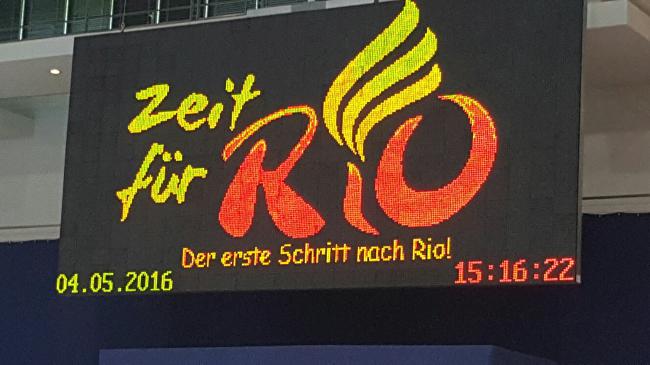 zeit
für RiO
Der erste Schritt nach Rio!
04.05.2016 15:16:22